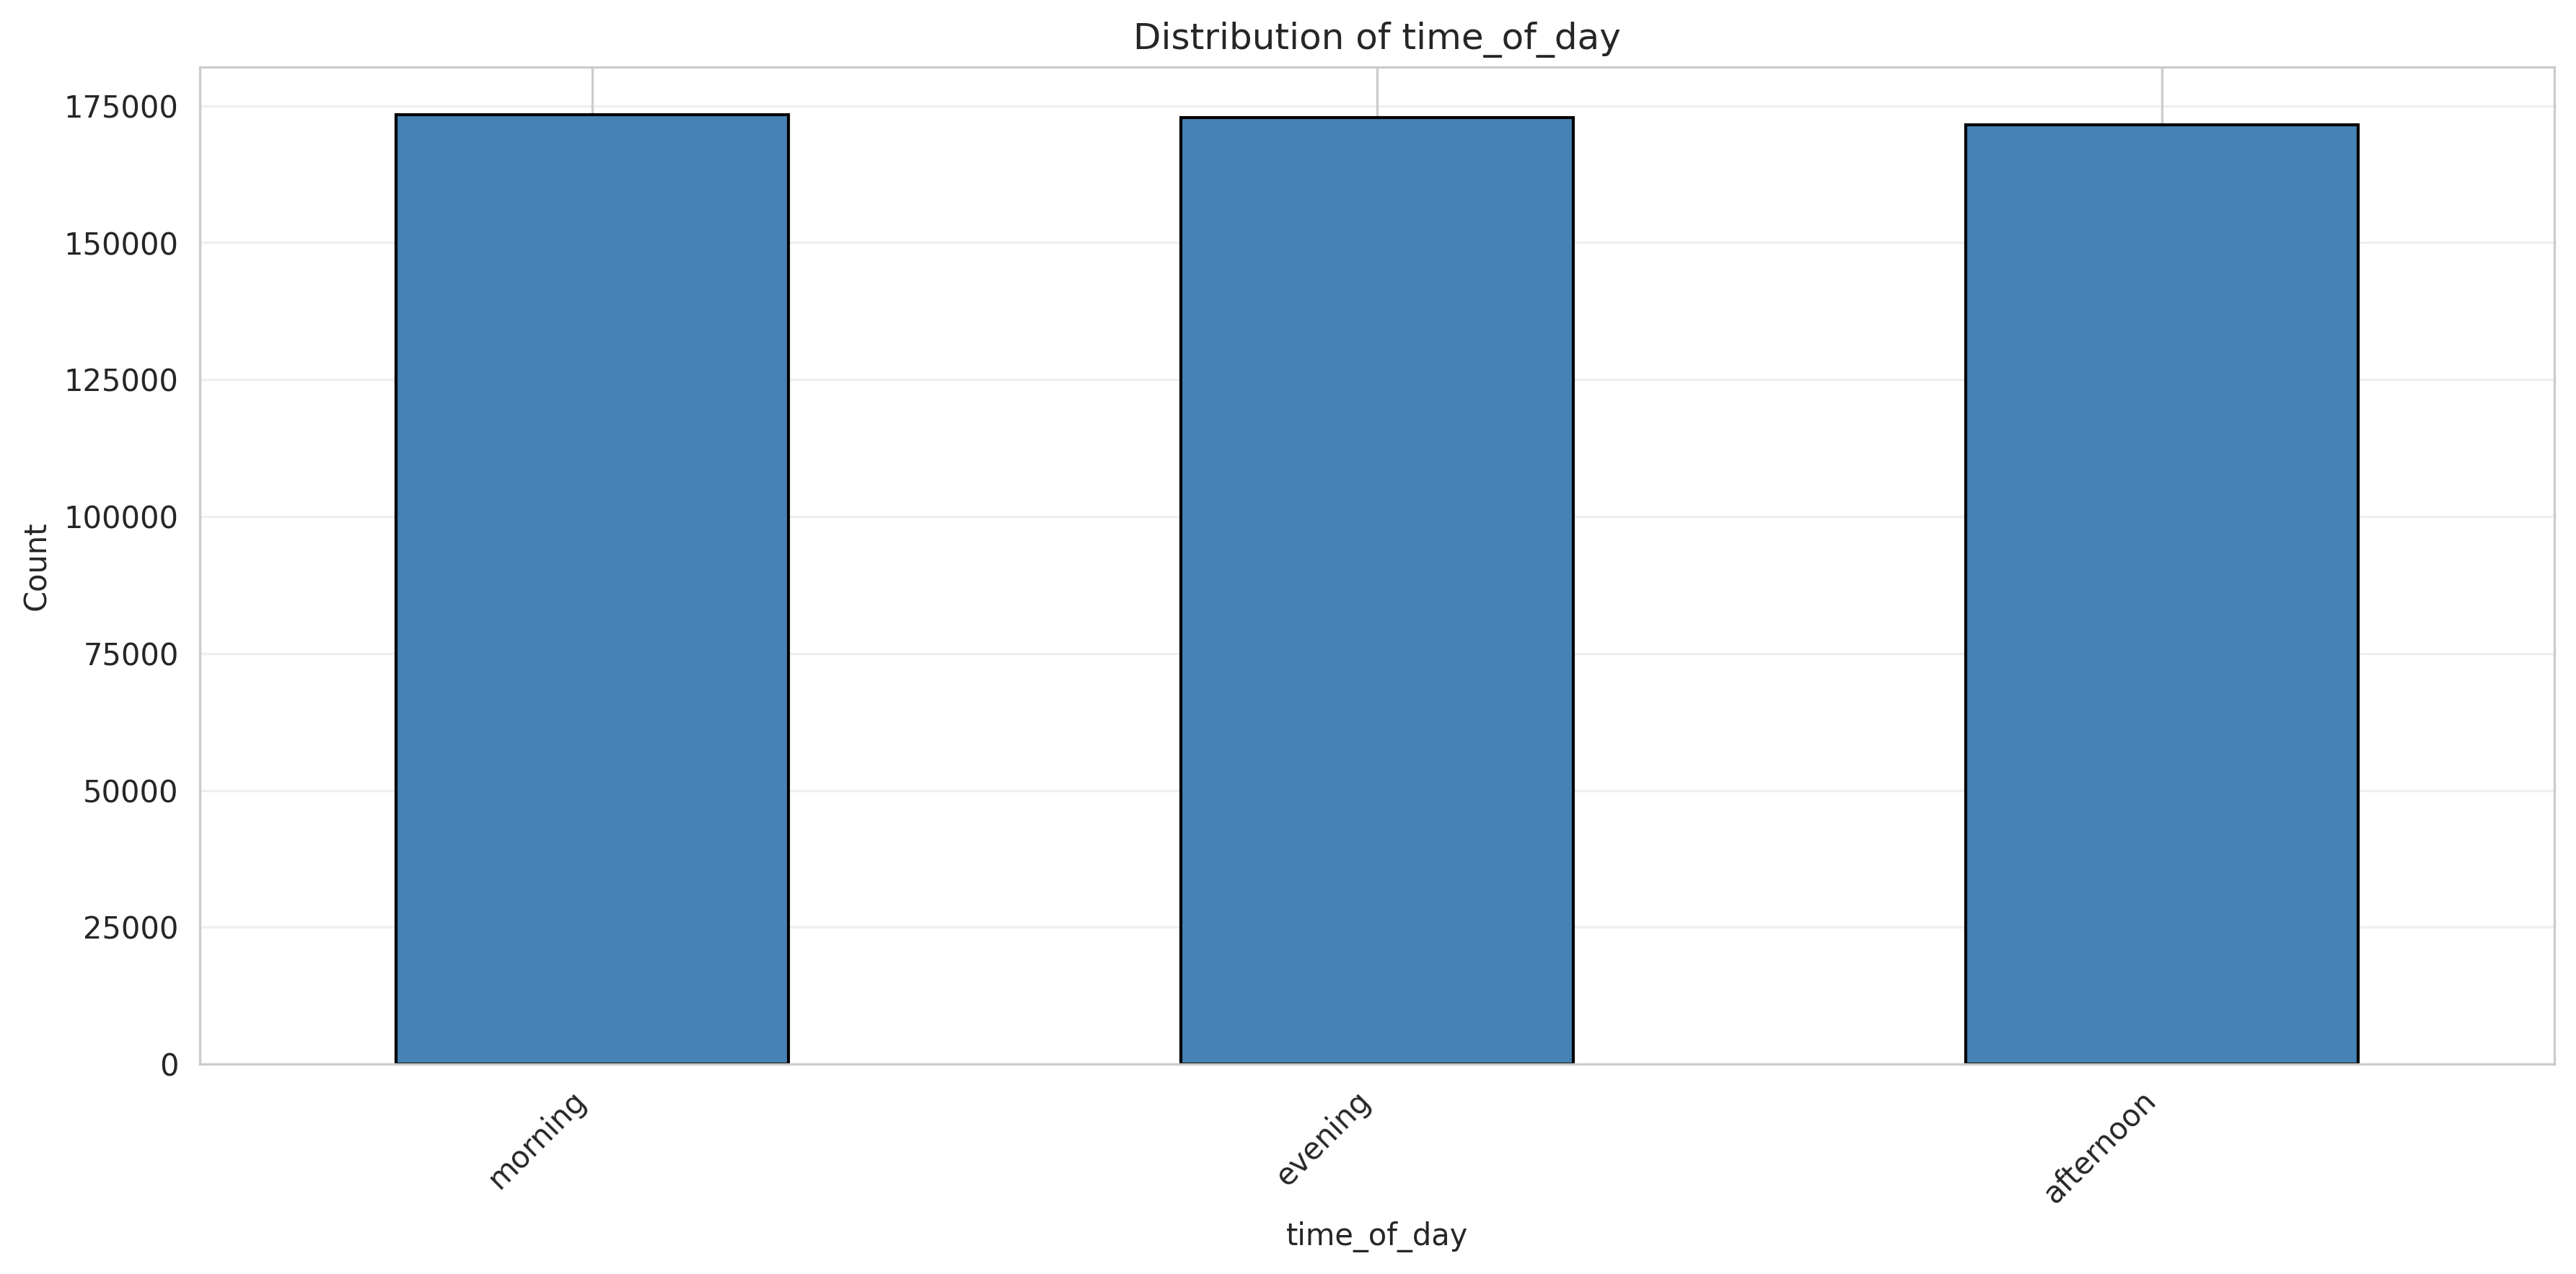 Distribution of time_of_day
175000
150000
125000
100000
75000
50000
25000
0
Count
morning
evening
afternoon
time_of_day